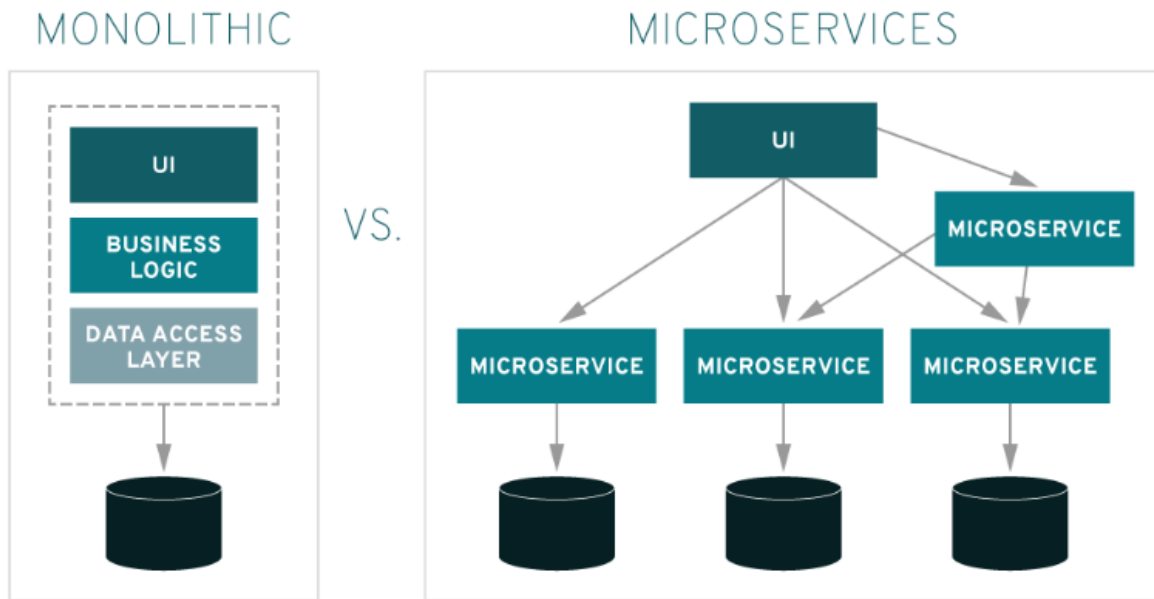 MONOLITHIC
UI
BUSINESS
LOGIC
DATA ACCESS
LAYER
VS.
MICROSERVICES
UI
MICROSERVICE
MICROSERVICE
MICROSERVICE
MICROSERVICE